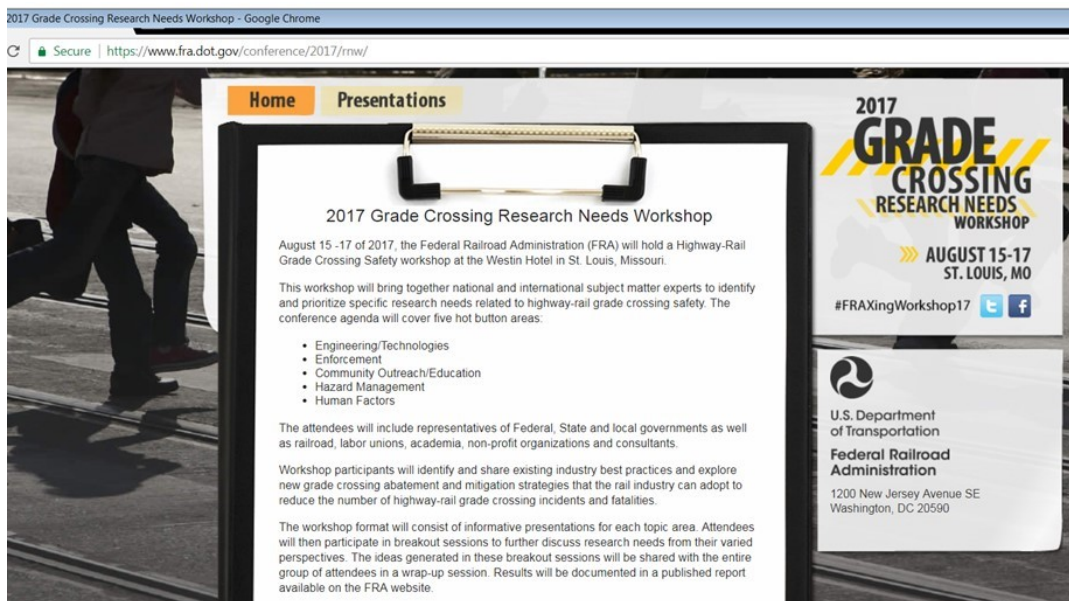 2017 Grade Crossing Research Needs Workshop - Google Chrome
Secure | https://www.fra.dot.gov/conference/2017/rnw/
Home Presentations
2017 Grade Crossing Research Needs Workshop
August 15 -17 of 2017, the Federal Railroad Administration (FRA) will hold a Highway-Rail
Grade Crossing Safety workshop at the Westin Hotel in St. Louis, Missouri.
This workshop will bring together national and international subject matter experts to identify
and prioritize specific research needs related to highway-rail grade crossing safety. The
conference agenda will cover five hot button areas:
• Engineering/Technologies
• Enforcement
• Community Outreach/Education
• Hazard Management
• Human Factors
The attendees will include representatives of Federal, State and local governments as well
as railroad, labor unions, academia, non-profit organizations and consultants.
Workshop participants will identify and share existing industry best practices and explore
new grade crossing abatement and mitigation strategies that the rail industry can adopt to
reduce the number of highway-rail grade crossing incidents and fatalities.
The workshop format will consist of informative presentations for each topic area. Attendees
will then participate in breakout sessions to further discuss research needs from their varied
perspectives. The ideas generated in these breakout sessions will be shared with the entire
group of attendees in a wrap-up session. Results will be documented in a published report
available on the FRA website.
2017
GRADE
CROSSING
RESEARCH NEEDS
WORKSHOP
AUGUST 15-17
ST. LOUIS, MO
#FRAXingWorkshop17
U.S. Department
of Transportation
Federal Railroad
Administration
1200 New Jersey Avenue SE
Washington, DC 20590